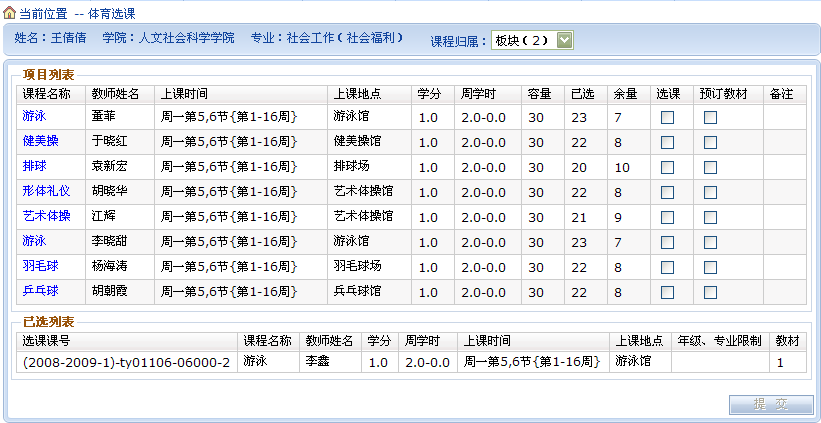 当前位置 -- 体育选课
姓名：王倩倩 学院：人文社会科学学院 专业：社会工作（社会福利） 课程归属： 板块（2）
项目列表
课程名称 教师姓名 上课时间 上课地点 学分 周学时 容量 已选 余量 选课 预订教材 备注
游泳 董菲 周一第5,6节{第1-16周} 游泳馆 1.0 2.0-0.0 30 23 7
健美操 于晓红 周一第5,6节{第1-16周} 健美操馆 1.0 2.0-0.0 30 22 8
排球 袁新宏 周一第5,6节{第1-16周} 排球场 1.0 2.0-0.0 30 20 10
形体礼仪 胡晓华 周一第5,6节{第1-16周} 艺术体操馆 1.0 2.0-0.0 30 22 8
艺术体操 江辉 周一第5,6节{第1-16周} 艺术体操馆 1.0 2.0-0.0 30 21 9
游泳 李晓甜 周一第5,6节{第1-16周} 游泳馆 1.0 2.0-0.0 30 23 7
羽毛球 杨海涛 周一第5,6节{第1-16周} 羽毛球场 1.0 2.0-0.0 30 22 8
乒乓球 胡朝霞 周一第5,6节{第1-16周} 乒乓球馆 1.0 2.0-0.0 30 22 8
已选列表
选课课号 课程名称 教师姓名 学分 周学时 上课时间 上课地点 年级、专业限制 教材
(2008-2009-1)-ty01106-06000-2 游泳 李鑫 1.0 2.0-0.0 周一第5,6节{第1-16周} 游泳馆 1
提 交